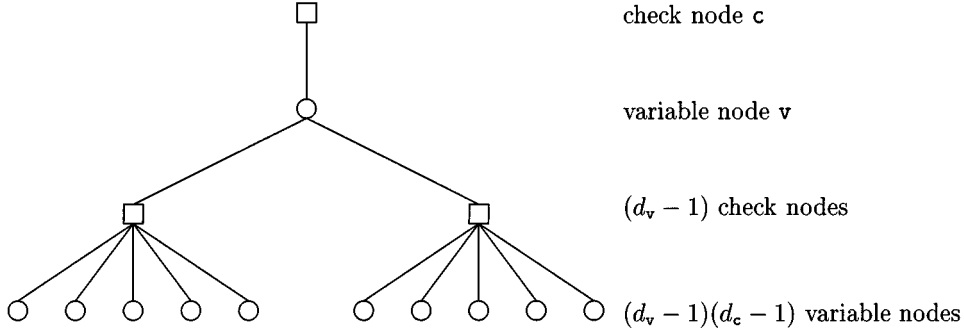 check node c
variable node v
(d_v − 1) check nodes
(d_v − 1)(d_c − 1) variable nodes